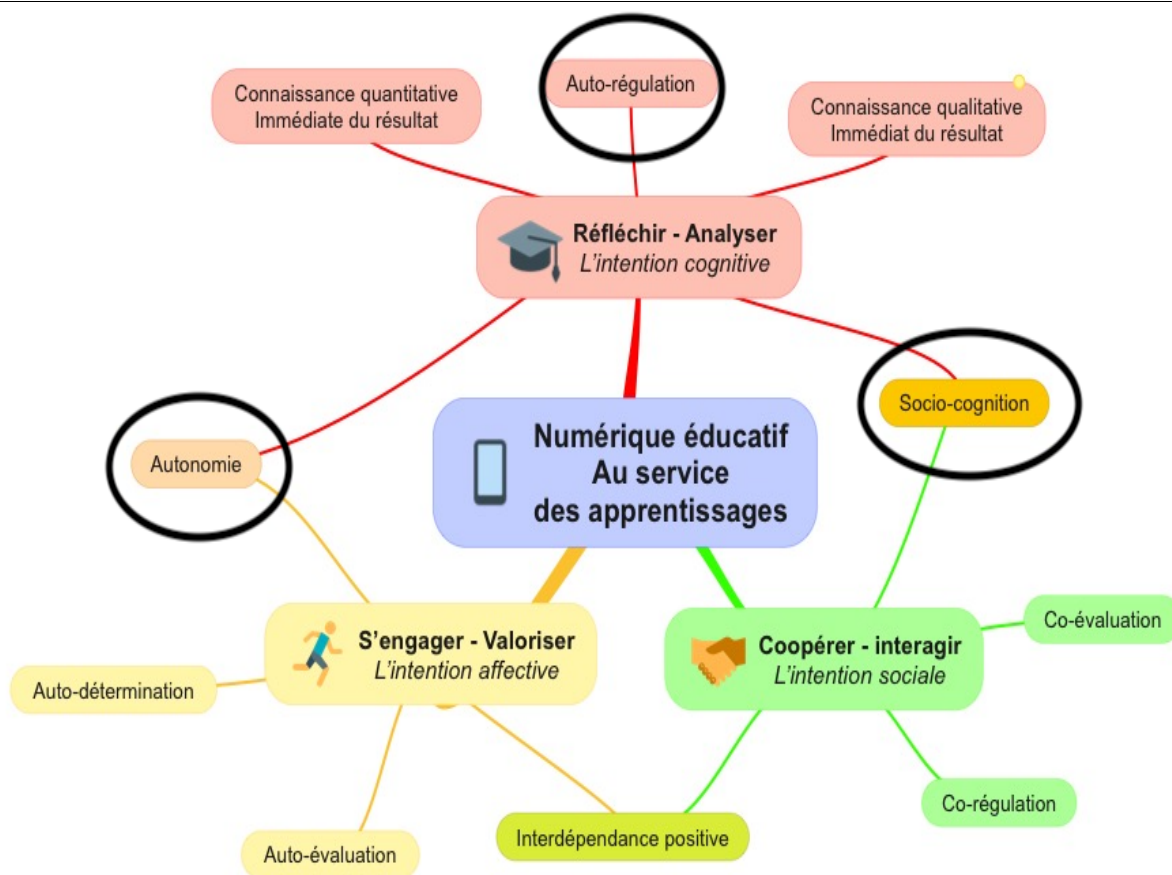 Auto-régulation
Connaissance quantitative
Immédiate du résultat
Connaissance qualitative
Immédiat du résultat
Réfléchir - Analyser
L'intention cognitive
Socio-cognition
Autonomie
Numérique éducatif
Au service
des apprentissages
S'engager - Valoriser
L'intention affective
Coopérer - interagir
L'intention sociale
Co-évaluation
Auto-détermination
Co-régulation
Interdépendance positive
Auto-évaluation